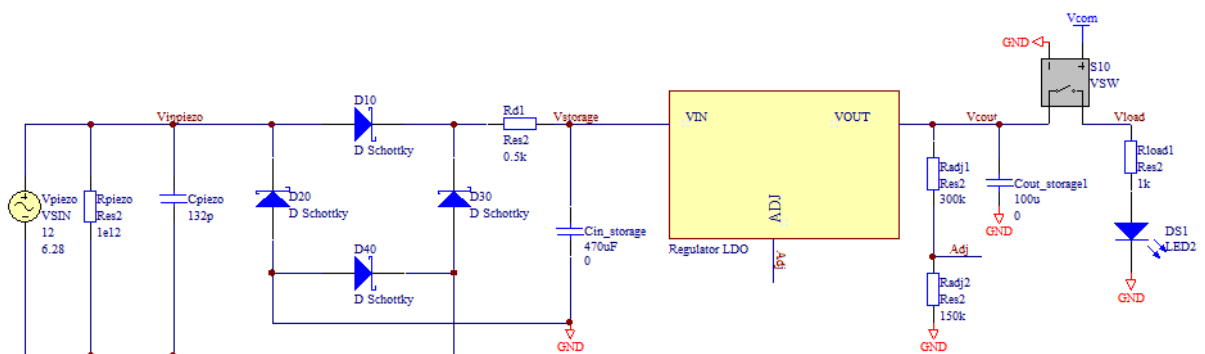 Vcom
GND
S10
VSW
D10
D Schottky
Vinpiezo
Rd1
Res2
0.5k
Vstorage
VIN
VOUT
ADJ
Adj
Regulator LDO
Vcout
Vload
Vpiezo
VSIN
12
6.28
Rpiezo
Res2
1e12
Cpiezo
132p
D20
D Schottky
D30
D Schottky
D40
D Schottky
Cin_storage
470uF
0
GND
Radj1
Res2
300k
Cout_storage1
100u
0
GND
Rload1
Res2
1k
DS1
LED2
GND
Adj
Radj2
Res2
150k
GND